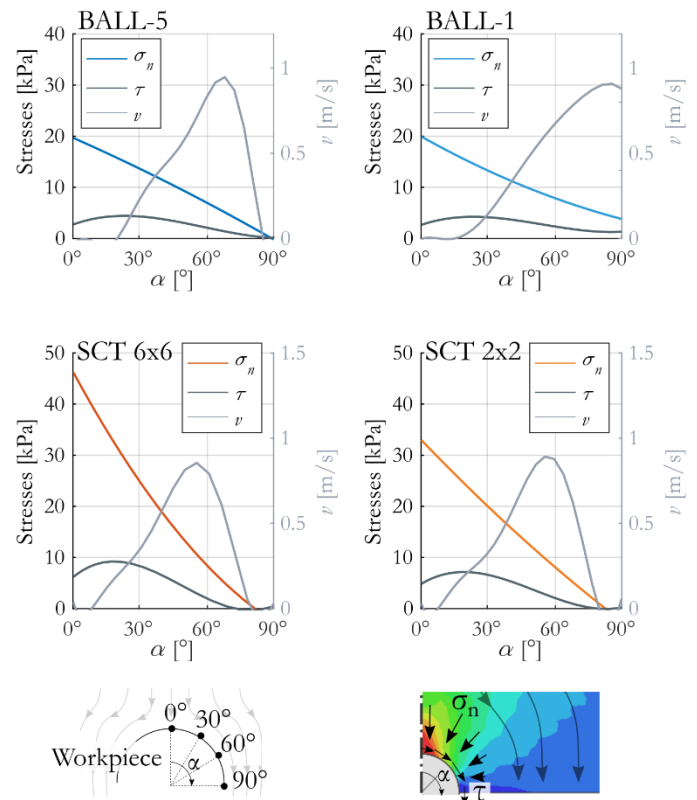 BALL-5
BALL-1
Stresses [kPa]
40
30
20
10
0
σn
τ
v
1
0.5
0
v [m/s]
0° 30° 60° 90°
α [°]
Stresses [kPa]
40
30
20
10
0
σn
τ
v
1
0.5
0
v [m/s]
0° 30° 60° 90°
α [°]
SCT 6x6
SCT 2x2
Stresses [kPa]
50
40
30
20
10
0
σn
τ
v
1.5
1
0.5
0
v [m/s]
0° 30° 60° 90°
α [°]
Stresses [kPa]
50
40
30
20
10
0
σn
τ
v
1.5
1
0.5
0
v [m/s]
0° 30° 60° 90°
α [°]
0°
30°
60°
Workpiece
α
90°
σn
α
τ